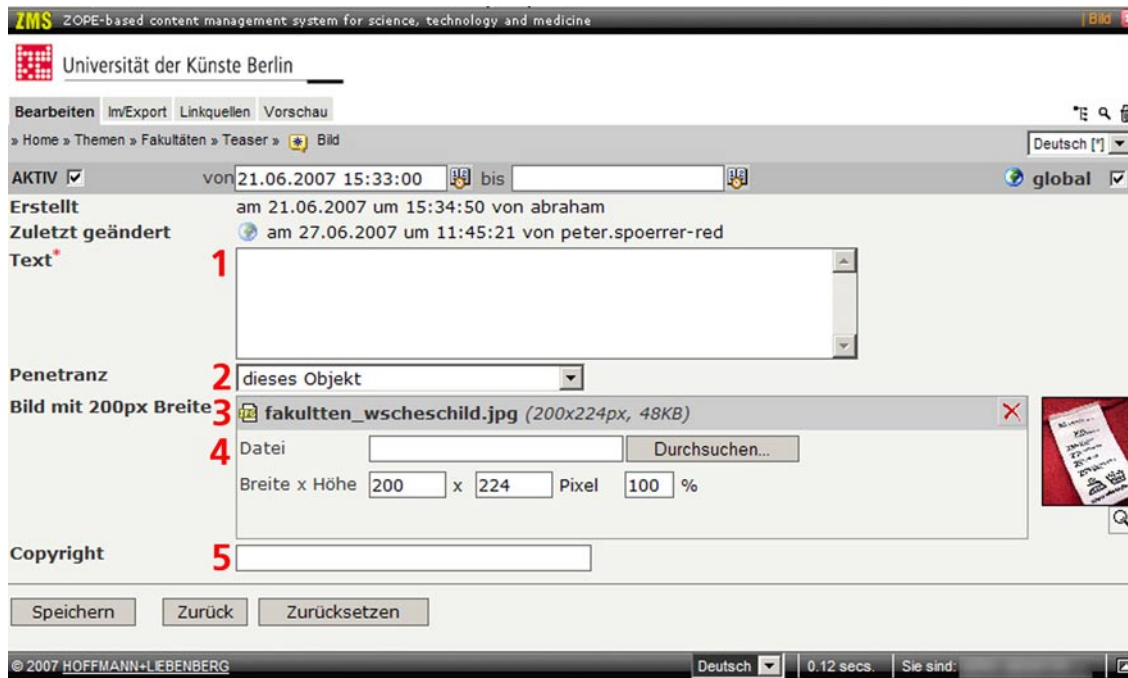 ZMS ZOPE-based content management system for science, technology and medicine | Bild
Universität der Künste Berlin
Bearbeiten Im/Export Linkquellen Vorschau
» Home » Themen » Fakultäten » Teaser » Bild Deutsch [*]
AKTIV von 21.06.2007 15:33:00 bis global
Erstellt am 21.06.2007 um 15:34:50 von abraham
Zuletzt geändert am 27.06.2007 um 11:45:21 von peter.spoerrer-red
Text* 1
Penetranz 2 dieses Objekt
Bild mit 200px Breite 3 fakultten_wscheschild.jpg (200x224px, 48KB)
4 Datei Durchsuchen...
Breite x Höhe 200 x 224 Pixel 100 %
Copyright 5
Speichern Zurück Zurücksetzen
© 2007 HOFFMANN+LIEBENBERG Deutsch 0.12 secs. Sie sind: